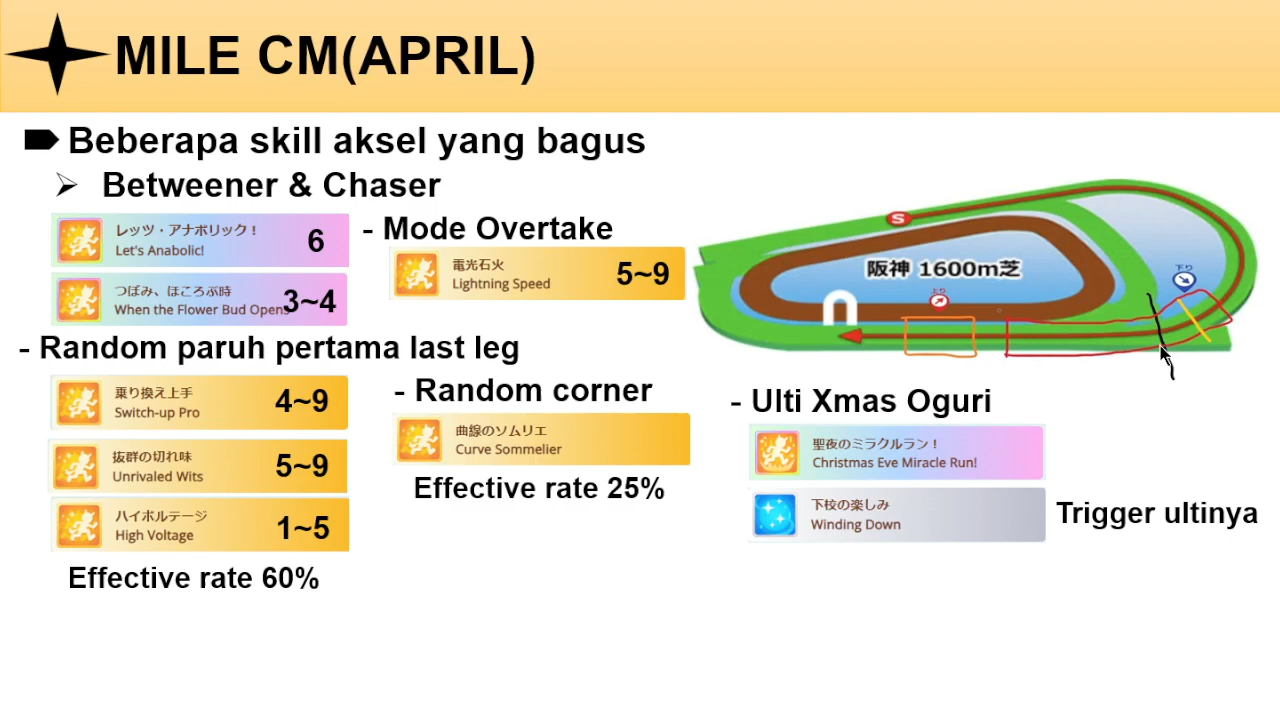 MILE CM(APRIL)
Beberapa skill aksel yang bagus
Betweener & Chaser
レッツ・アナボリック！
Let's Anabolic!
6
つぼみ、ほころぶ時
When the Flower Bud Opens
3~4
- Mode Overtake
電光石火
Lightning Speed
5~9
- Random paruh pertama last leg
乗り換え上手
Switch-up Pro
4~9
抜群の切れ味
Unrivaled Wits
5~9
ハイボルテージ
High Voltage
1~5
Effective rate 60%
- Random corner
曲線のソムリエ
Curve Sommelier
Effective rate 25%
S
阪神 1600m芝
下り
上り
- Ulti Xmas Oguri
聖夜のミラクルラン！
Christmas Eve Miracle Run!
下校の楽しみ
Winding Down
Trigger ultinya